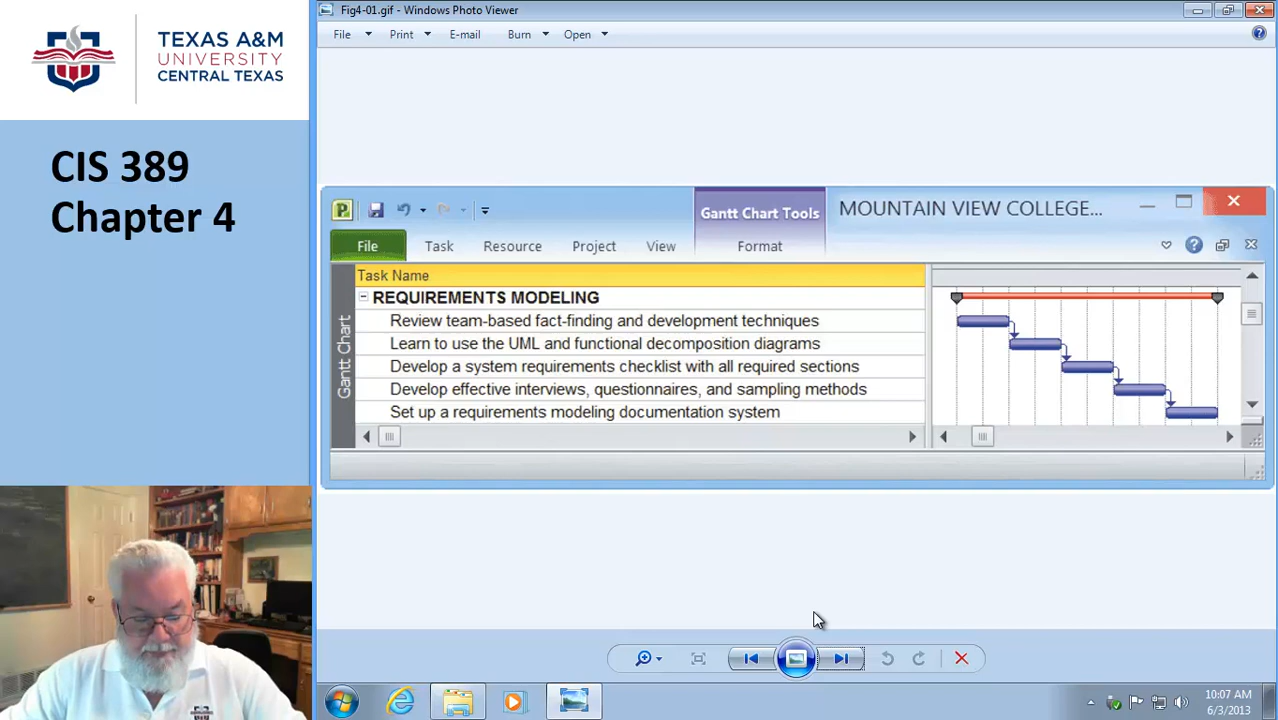 TEXAS A&M
UNIVERSITY
CENTRAL TEXAS
CIS 389
Chapter 4
Fig4-01.gif - Windows Photo Viewer
File Print E-mail Burn Open
Gantt Chart Tools
MOUNTAIN VIEW COLLEGE...
File Task Resource Project View Format
Gantt Chart
Task Name
REQUIREMENTS MODELING
Review team-based fact-finding and development techniques
Learn to use the UML and functional decomposition diagrams
Develop a system requirements checklist with all required sections
Develop effective interviews, questionnaires, and sampling methods
Set up a requirements modeling documentation system
10:07 AM
6/3/2013